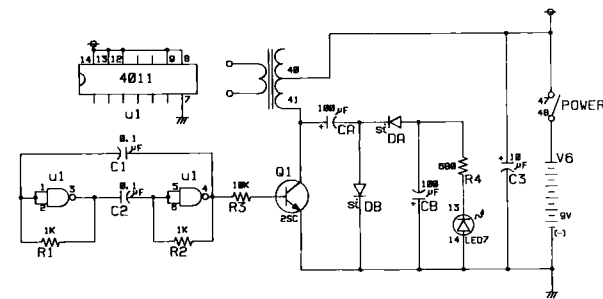 14 13 12 9 8
4011
7
u1
40
41
47
48
POWER
100 µF
CA
Si
DA
Si
DB
100 µF
CB
680
R4
13
14 LED7
10 µF
C3
V6
9V
(-)
0.1 µF
C1
u1
1
2
3
0.1 µF
C2
u1
5
6
4
1K
R1
1K
R2
10K
R3
Q1
2SC